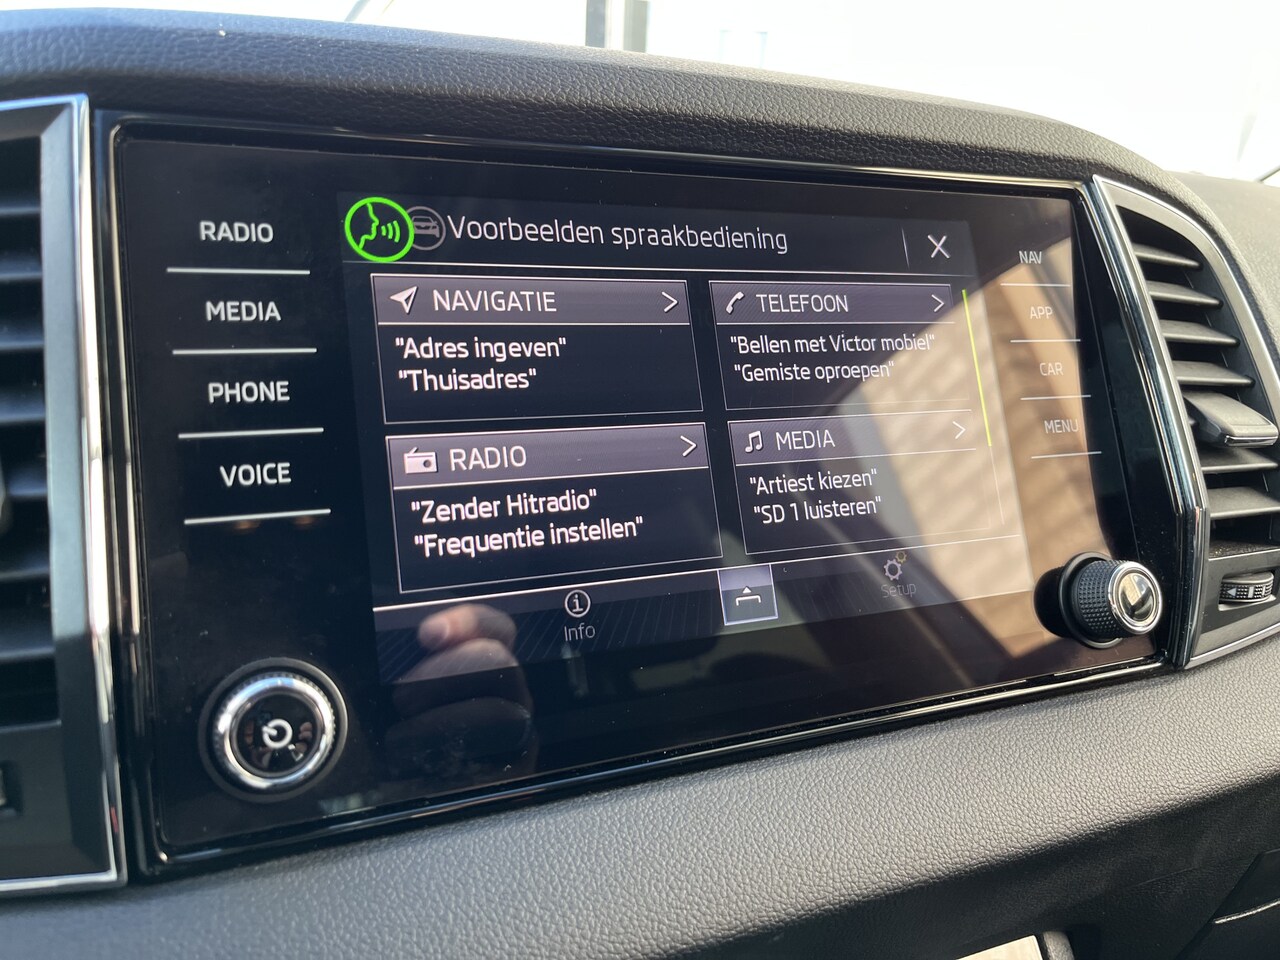 RADIO
MEDIA
PHONE
VOICE
Voorbeelden spraakbediening
NAVIGATIE
"Adres ingeven"
"Thuisadres"
TELEFOON
"Bellen met Victor mobiel"
"Gemiste oproepen"
RADIO
"Zender Hitradio"
"Frequentie instellen"
MEDIA
"Artiest kiezen"
"SD 1 luisteren"
Info
Setup
NAV
APP
CAR
MENU